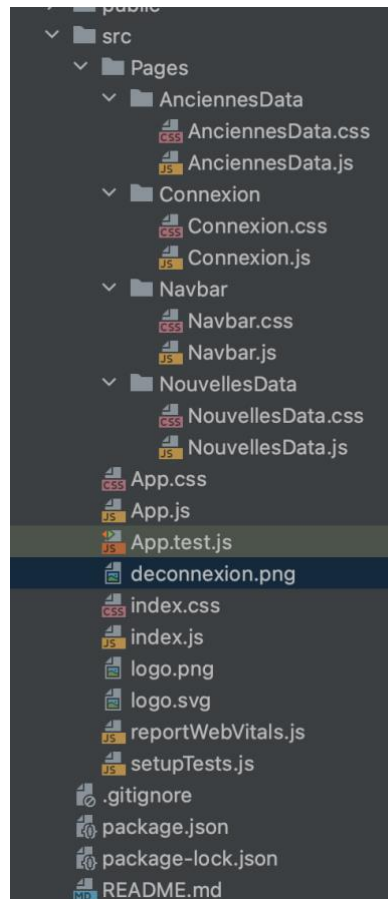 public
src
Pages
AnciennesData
AnciennesData.css
AnciennesData.js
Connexion
Connexion.css
Connexion.js
Navbar
Navbar.css
Navbar.js
NouvellesData
NouvellesData.css
NouvellesData.js
App.css
App.js
App.test.js
deconnexion.png
index.css
index.js
logo.png
logo.svg
reportWebVitals.js
setupTests.js
.gitignore
package.json
package-lock.json
README.md